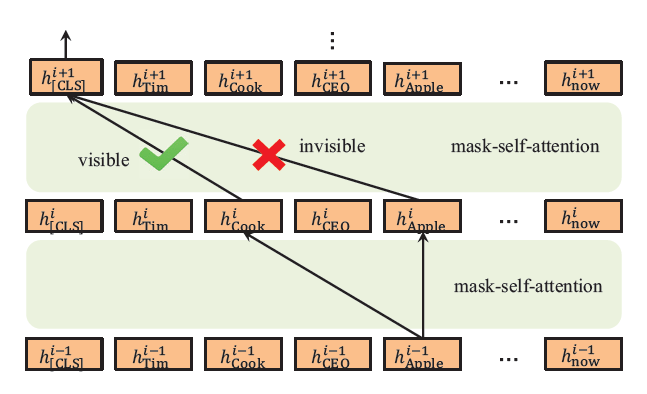 ⋮
h^{i+1}_{[CLS]} h^{i+1}_{Tim} h^{i+1}_{Cook} h^{i+1}_{CEO} h^{i+1}_{Apple} ... h^{i+1}_{now}
visible invisible mask-self-attention
h^{i}_{[CLS]} h^{i}_{Tim} h^{i}_{Cook} h^{i}_{CEO} h^{i}_{Apple} ... h^{i}_{now}
mask-self-attention
h^{i-1}_{[CLS]} h^{i-1}_{Tim} h^{i-1}_{Cook} h^{i-1}_{CEO} h^{i-1}_{Apple} ... h^{i-1}_{now}